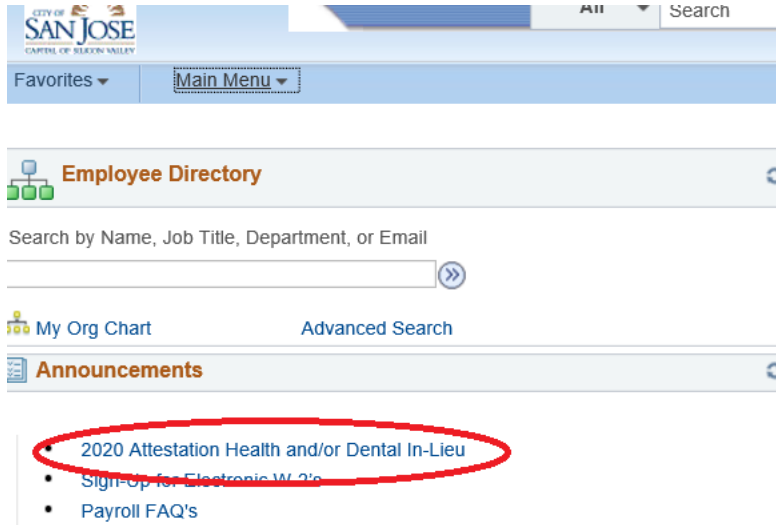 CITY OF
SAN JOSE
CAPITAL OF SILICON VALLEY
All Search
Favorites Main Menu
Employee Directory
Search by Name, Job Title, Department, or Email
My Org Chart Advanced Search
Announcements
2020 Attestation Health and/or Dental In-Lieu
Sign-Up for Electronic W-2's
Payroll FAQ's